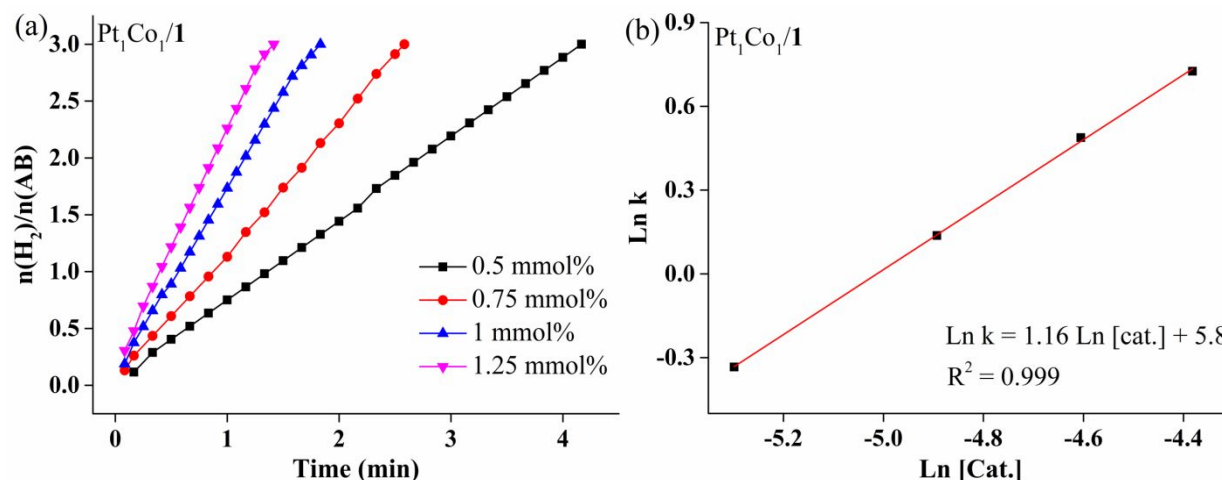 (a)
Pt₁Co₁/1
n(H₂)/n(AB)
3.0
2.5
2.0
1.5
1.0
0.5
0.0
0.5 mmol%
0.75 mmol%
1 mmol%
1.25 mmol%
0 1 2 3 4
Time (min)
(b)
Pt₁Co₁/1
Ln k
0.9
0.6
0.3
0.0
-0.3
Ln k = 1.16 Ln [cat.] + 5.8
R² = 0.999
-5.2 -5.0 -4.8 -4.6 -4.4
Ln [Cat.]